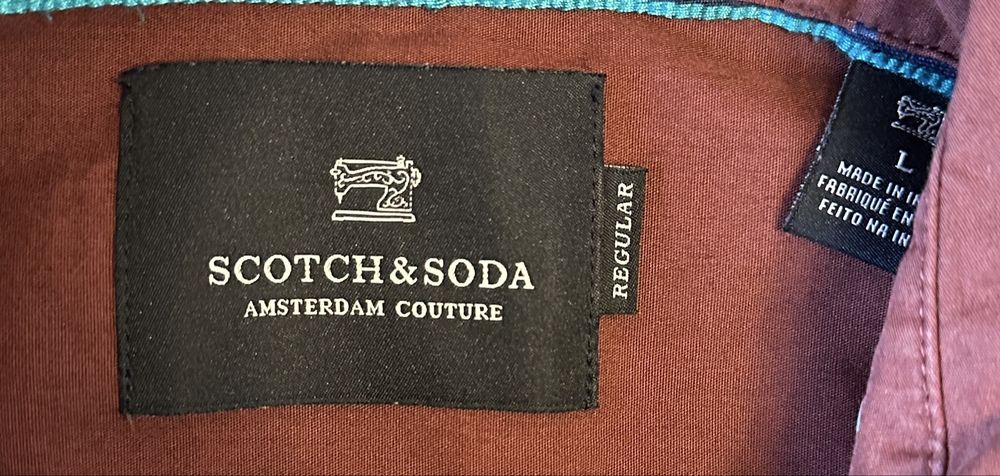 SCOTCH & SODA
AMSTERDAM COUTURE
REGULAR
L
MADE IN
FABRIQUÉ EN
FEITO NA